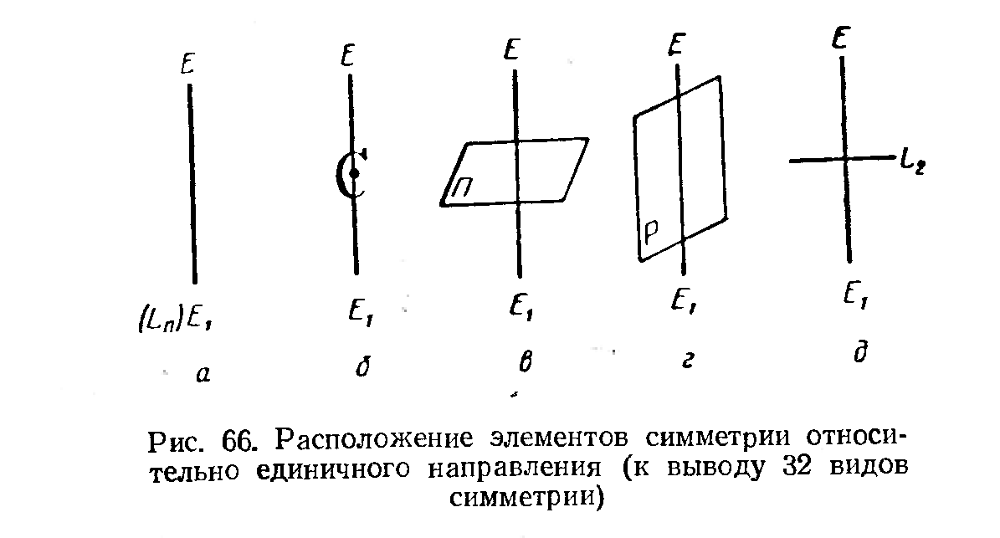 E E E E E
C П P L₂
(Lₙ)E₁ E₁ E₁ E₁ E₁
а б в г д
Рис. 66. Расположение элементов симметрии относи-
тельно единичного направления (к выводу 32 видов
симметрии)